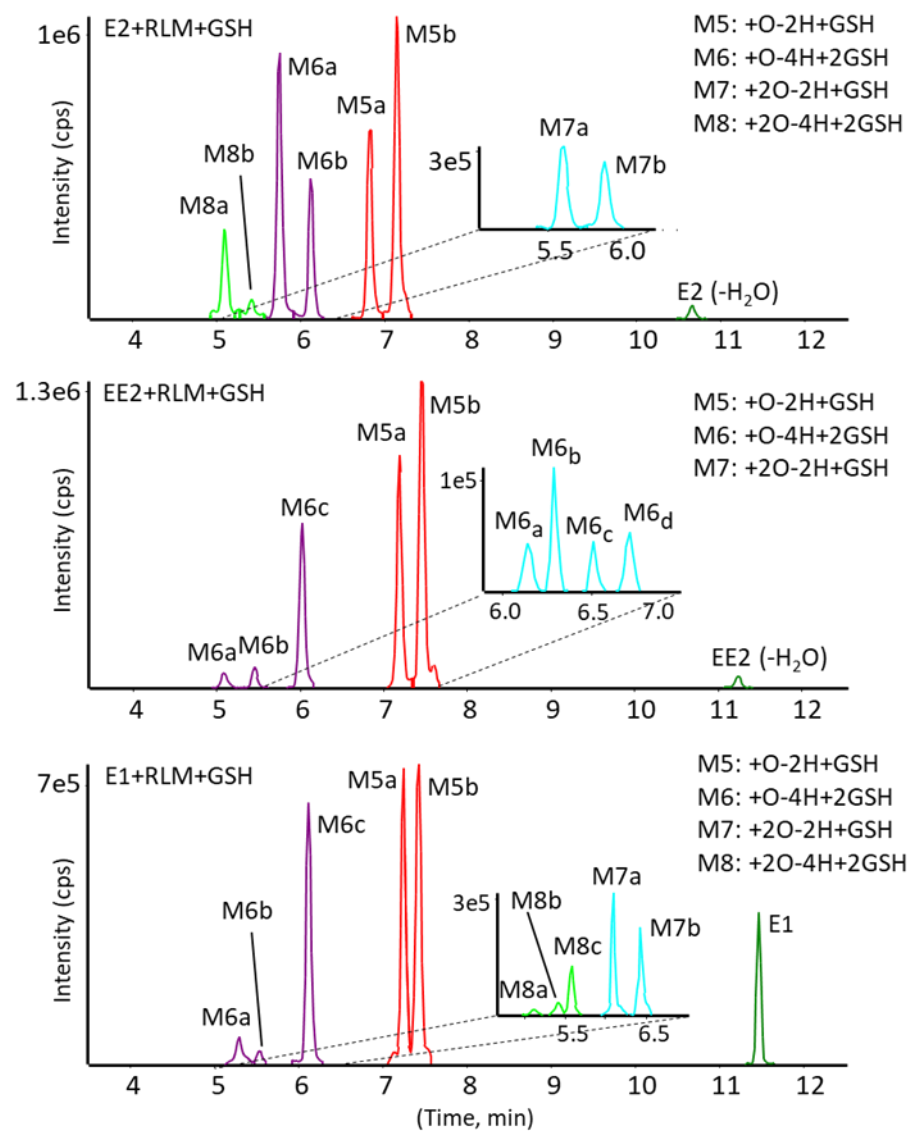 E2+RLM+GSH
M5: +O-2H+GSH
M6: +O-4H+2GSH
M7: +2O-2H+GSH
M8: +2O-4H+2GSH
1e6
Intensity (cps)
M8a
M8b
M6a
M6b
M5a
M5b
3e5
M7a
M7b
5.5 6.0
E2 (-H₂O)
4 5 6 7 8 9 10 11 12
EE2+RLM+GSH
M5: +O-2H+GSH
M6: +O-4H+2GSH
M7: +2O-2H+GSH
1.3e6
Intensity (cps)
M6a
M6b
M6c
M5a
M5b
1e5
M6a
M6b
M6c
M6d
6.0 6.5 7.0
EE2 (-H₂O)
4 5 6 7 8 9 10 11 12
E1+RLM+GSH
M5: +O-2H+GSH
M6: +O-4H+2GSH
M7: +2O-2H+GSH
M8: +2O-4H+2GSH
7e5
Intensity (cps)
M6a
M6b
M6c
M5a
M5b
3e5
M8a
M8b
M8c
M7a
M7b
5.5 6.5
E1
4 5 6 7 8 9 10 11 12
(Time, min)